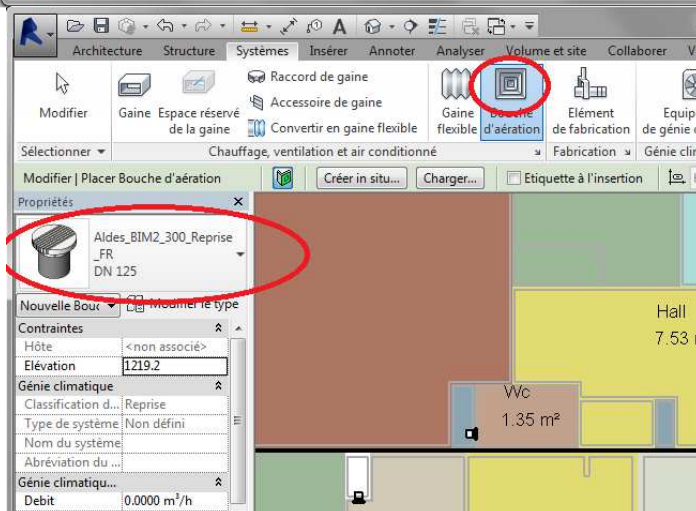 Architecture Structure Systèmes Insérer Annoter Analyser Volume et site Collaborer
Raccord de gaine
Accessoire de gaine
Convertir en gaine flexible
Modifier
Gaine
Espace réservé
de la gaine
Gaine
flexible
Bouche
d'aération
Elément
de fabrication
Equip
de génie
Sélectionner
Chauffage, ventilation et air conditionné
Fabrication
Génie clim
Modifier | Placer Bouche d'aération
Créer in situ...
Charger...
Etiquette à l'insertion
Propriétés
Aldes_BIM2_300_Reprise
_FR
DN 125
Nouvelle Bouc
Modifier le type
Contraintes
Hôte <non associé>
Elévation 1219.2
Génie climatique
Classification d... Reprise
Type de système Non défini
Nom du système
Abréviation du ...
Génie climatiqu...
Debit 0.0000 m³/h
Hall
7.53
Wc
1.35 m²